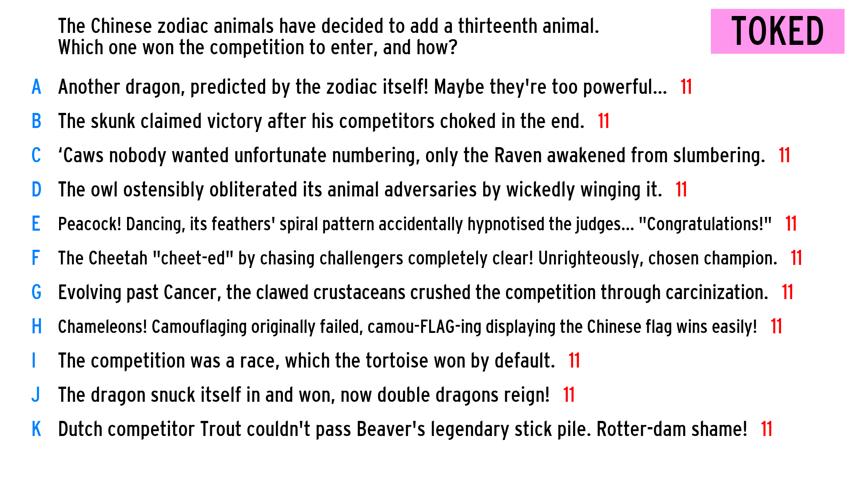 The Chinese zodiac animals have decided to add a thirteenth animal.
Which one won the competition to enter, and how?
TOKED
A Another dragon, predicted by the zodiac itself! Maybe they're too powerful... 11
B The skunk claimed victory after his competitors choked in the end. 11
C ‘Caws nobody wanted unfortunate numbering, only the Raven awakened from slumbering. 11
D The owl ostensibly obliterated its animal adversaries by wickedly winging it. 11
E Peacock! Dancing, its feathers' spiral pattern accidentally hypnotised the judges... "Congratulations!" 11
F The Cheetah "cheet-ed" by chasing challengers completely clear! Unrighteously, chosen champion. 11
G Evolving past Cancer, the clawed crustaceans crushed the competition through carcinization. 11
H Chameleons! Camouflaging originally failed, camou-FLAG-ing displaying the Chinese flag wins easily! 11
I The competition was a race, which the tortoise won by default. 11
J The dragon snuck itself in and won, now double dragons reign! 11
K Dutch competitor Trout couldn't pass Beaver's legendary stick pile. Rotter-dam shame! 11